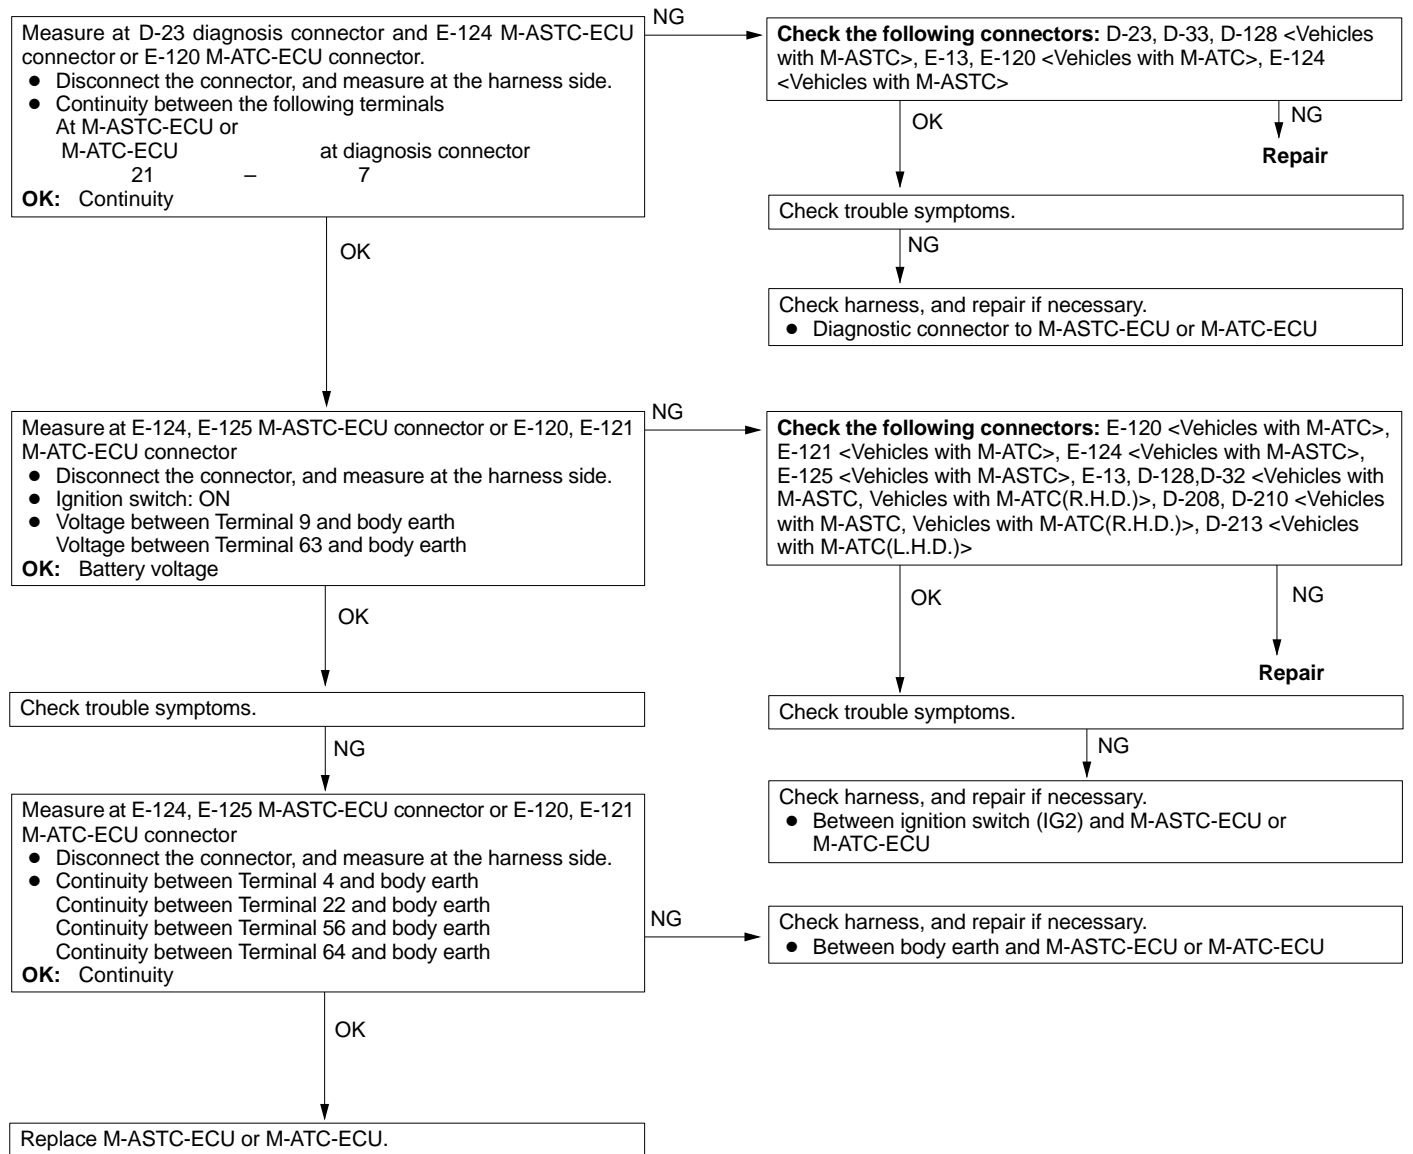 Measure at D-23 diagnosis connector and E-124 M-ASTC-ECU
connector or E-120 M-ATC-ECU connector.
● Disconnect the connector, and measure at the harness side.
● Continuity between the following terminals
At M-ASTC-ECU or
M-ATC-ECU at diagnosis connector
21 – 7
OK: Continuity
NG
Check the following connectors: D-23, D-33, D-128 <Vehicles
with M-ASTC>, E-13, E-120 <Vehicles with M-ATC>, E-124
<Vehicles with M-ASTC>
OK
NG
Repair
Check trouble symptoms.
NG
Check harness, and repair if necessary.
● Diagnostic connector to M-ASTC-ECU or M-ATC-ECU
OK
Measure at E-124, E-125 M-ASTC-ECU connector or E-120, E-121
M-ATC-ECU connector
● Disconnect the connector, and measure at the harness side.
● Ignition switch: ON
● Voltage between Terminal 9 and body earth
Voltage between Terminal 63 and body earth
OK: Battery voltage
NG
Check the following connectors: E-120 <Vehicles with M-ATC>,
E-121 <Vehicles with M-ATC>, E-124 <Vehicles with M-ASTC>,
E-125 <Vehicles with M-ASTC>, E-13, D-128,D-32 <Vehicles with
M-ASTC, Vehicles with M-ATC(R.H.D.)>, D-208, D-210 <Vehicles
with M-ASTC, Vehicles with M-ATC(R.H.D.)>, D-213 <Vehicles
with M-ATC(L.H.D.)>
OK
NG
Repair
Check trouble symptoms.
NG
Check harness, and repair if necessary.
● Between ignition switch (IG2) and M-ASTC-ECU or
M-ATC-ECU
OK
Check trouble symptoms.
NG
Measure at E-124, E-125 M-ASTC-ECU connector or E-120, E-121
M-ATC-ECU connector
● Disconnect the connector, and measure at the harness side.
● Continuity between Terminal 4 and body earth
Continuity between Terminal 22 and body earth
Continuity between Terminal 56 and body earth
Continuity between Terminal 64 and body earth
OK: Continuity
NG
Check harness, and repair if necessary.
● Between body earth and M-ASTC-ECU or M-ATC-ECU
OK
Replace M-ASTC-ECU or M-ATC-ECU.